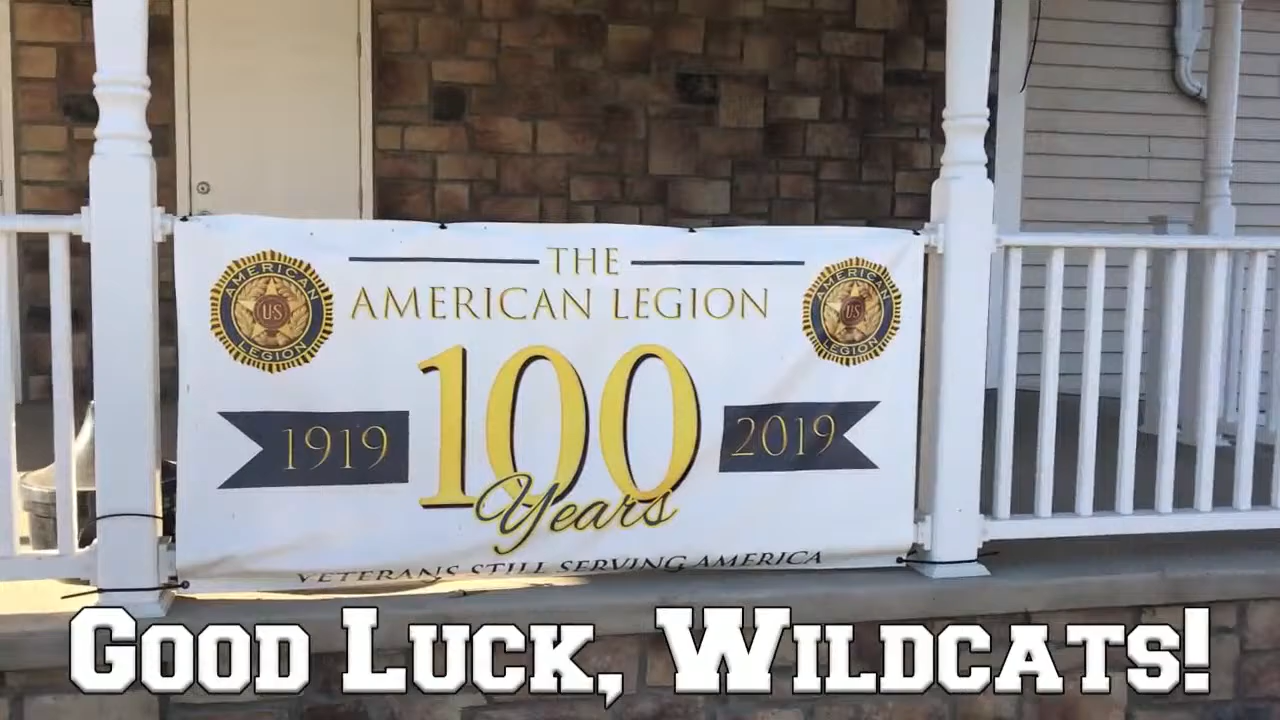 THE
AMERICAN LEGION
AMERICAN
US
LEGION
AMERICAN
US
LEGION
100
1919
2019
Years
VETERANS STILL SERVING AMERICA
GOOD LUCK, WILDCATS!